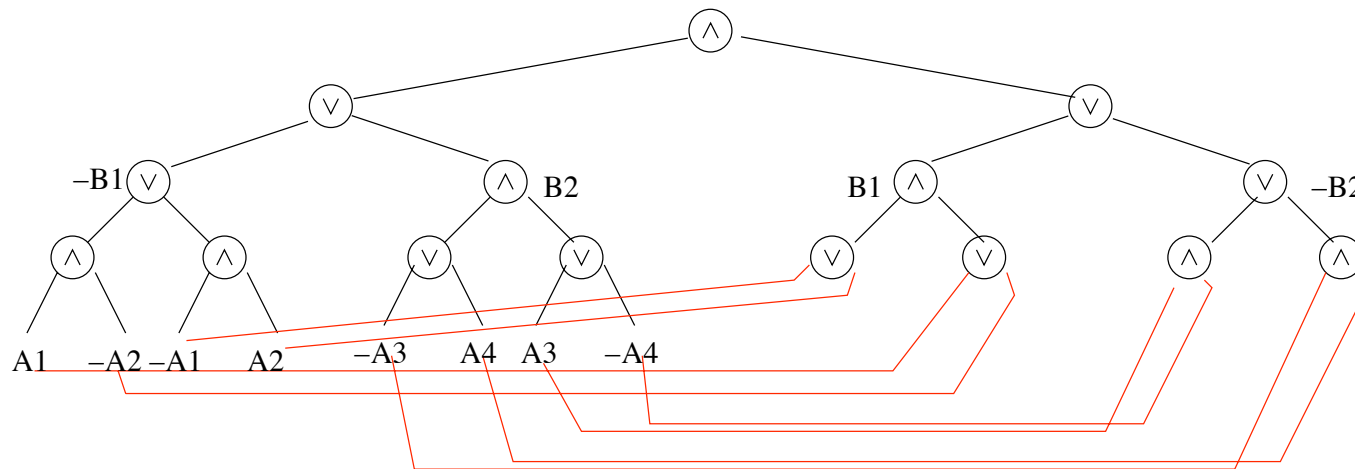 ∧
∨ ∨
−B1 ∨ ∧ B2 B1 ∧ ∨ −B2
∧ ∧ ∨ ∨ ∨ ∨ ∧ ∧
A1 −A2 −A1 A2 −A3 A4 A3 −A4